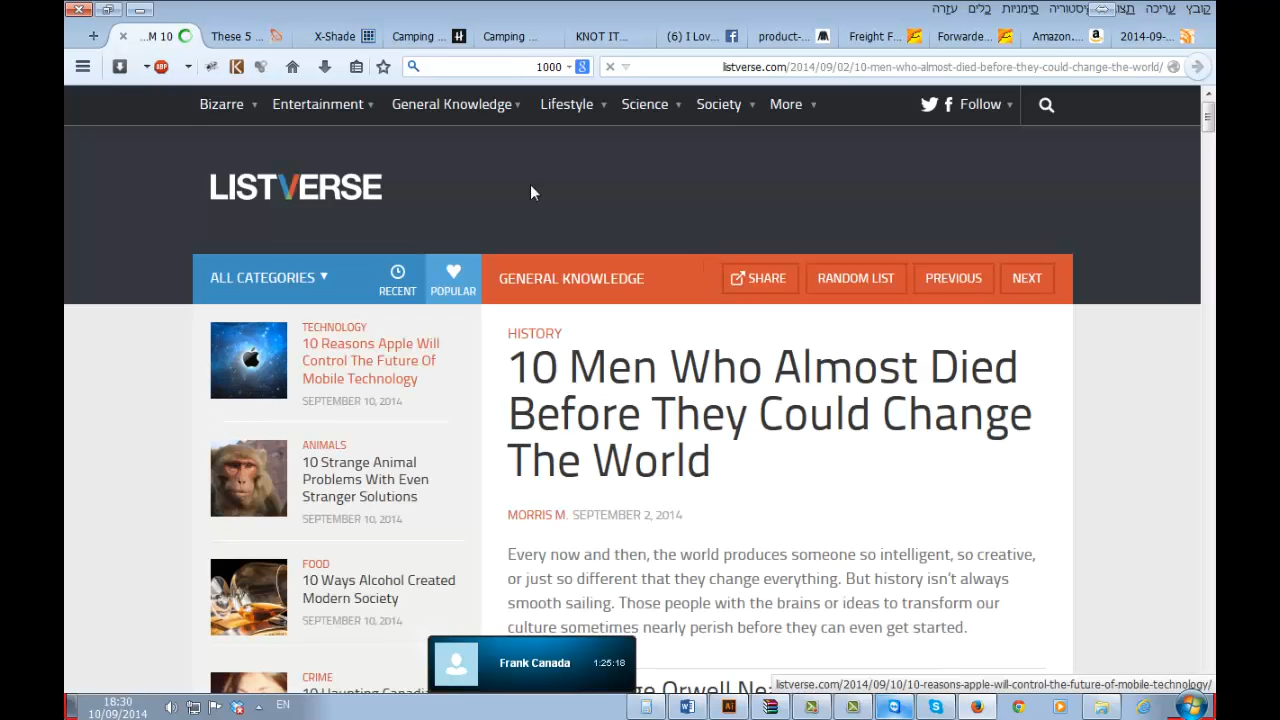 קובץ עריכה תצו יסטוריה סימניות כלים עזרה
...M 10
These 5 ...
X-Shade
Camping ...
Camping ...
KNOT IT...
(6) I Lov...
product-...
Freight F...
Forwarde...
Amazon...
2014-09-...
ABP
K
1000
listverse.com/2014/09/02/10-men-who-almost-died-before-they-could-change-the-world/
Bizarre Entertainment General Knowledge Lifestyle Science Society More Follow
LISTVERSE
ALL CATEGORIES
RECENT
POPULAR
GENERAL KNOWLEDGE
SHARE
RANDOM LIST
PREVIOUS
NEXT
TECHNOLOGY
10 Reasons Apple Will
Control The Future Of
Mobile Technology
SEPTEMBER 10, 2014
ANIMALS
10 Strange Animal
Problems With Even
Stranger Solutions
SEPTEMBER 10, 2014
FOOD
10 Ways Alcohol Created
Modern Society
SEPTEMBER 10, 2014
CRIME
10 Haunting Canadi
HISTORY
10 Men Who Almost Died
Before They Could Change
The World
MORRIS M. SEPTEMBER 2, 2014
Every now and then, the world produces someone so intelligent, so creative,
or just so different that they change everything. But history isn't always
smooth sailing. Those people with the brains or ideas to transform our
culture sometimes nearly perish before they can even get started.
ge Orwell Ne
Frank Canada 1:25:18
listverse.com/2014/09/10/10-reasons-apple-will-control-the-future-of-mobile-technology/
18:30
10/09/2014
EN